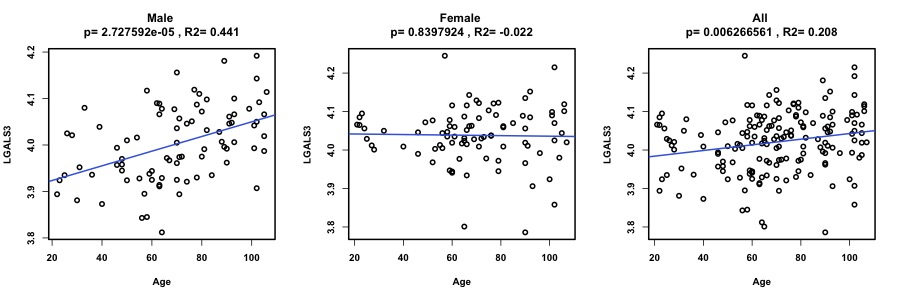 Male
p= 2.727592e-05 , R2= 0.441
LGALS3
4.2
4.1
4.0
3.9
3.8
20 40 60 80 100
Age
Female
p= 0.8397924 , R2= -0.022
LGALS3
4.2
4.1
4.0
3.9
3.8
20 40 60 80 100
Age
All
p= 0.006266561 , R2= 0.208
LGALS3
4.2
4.1
4.0
3.9
3.8
20 40 60 80 100
Age